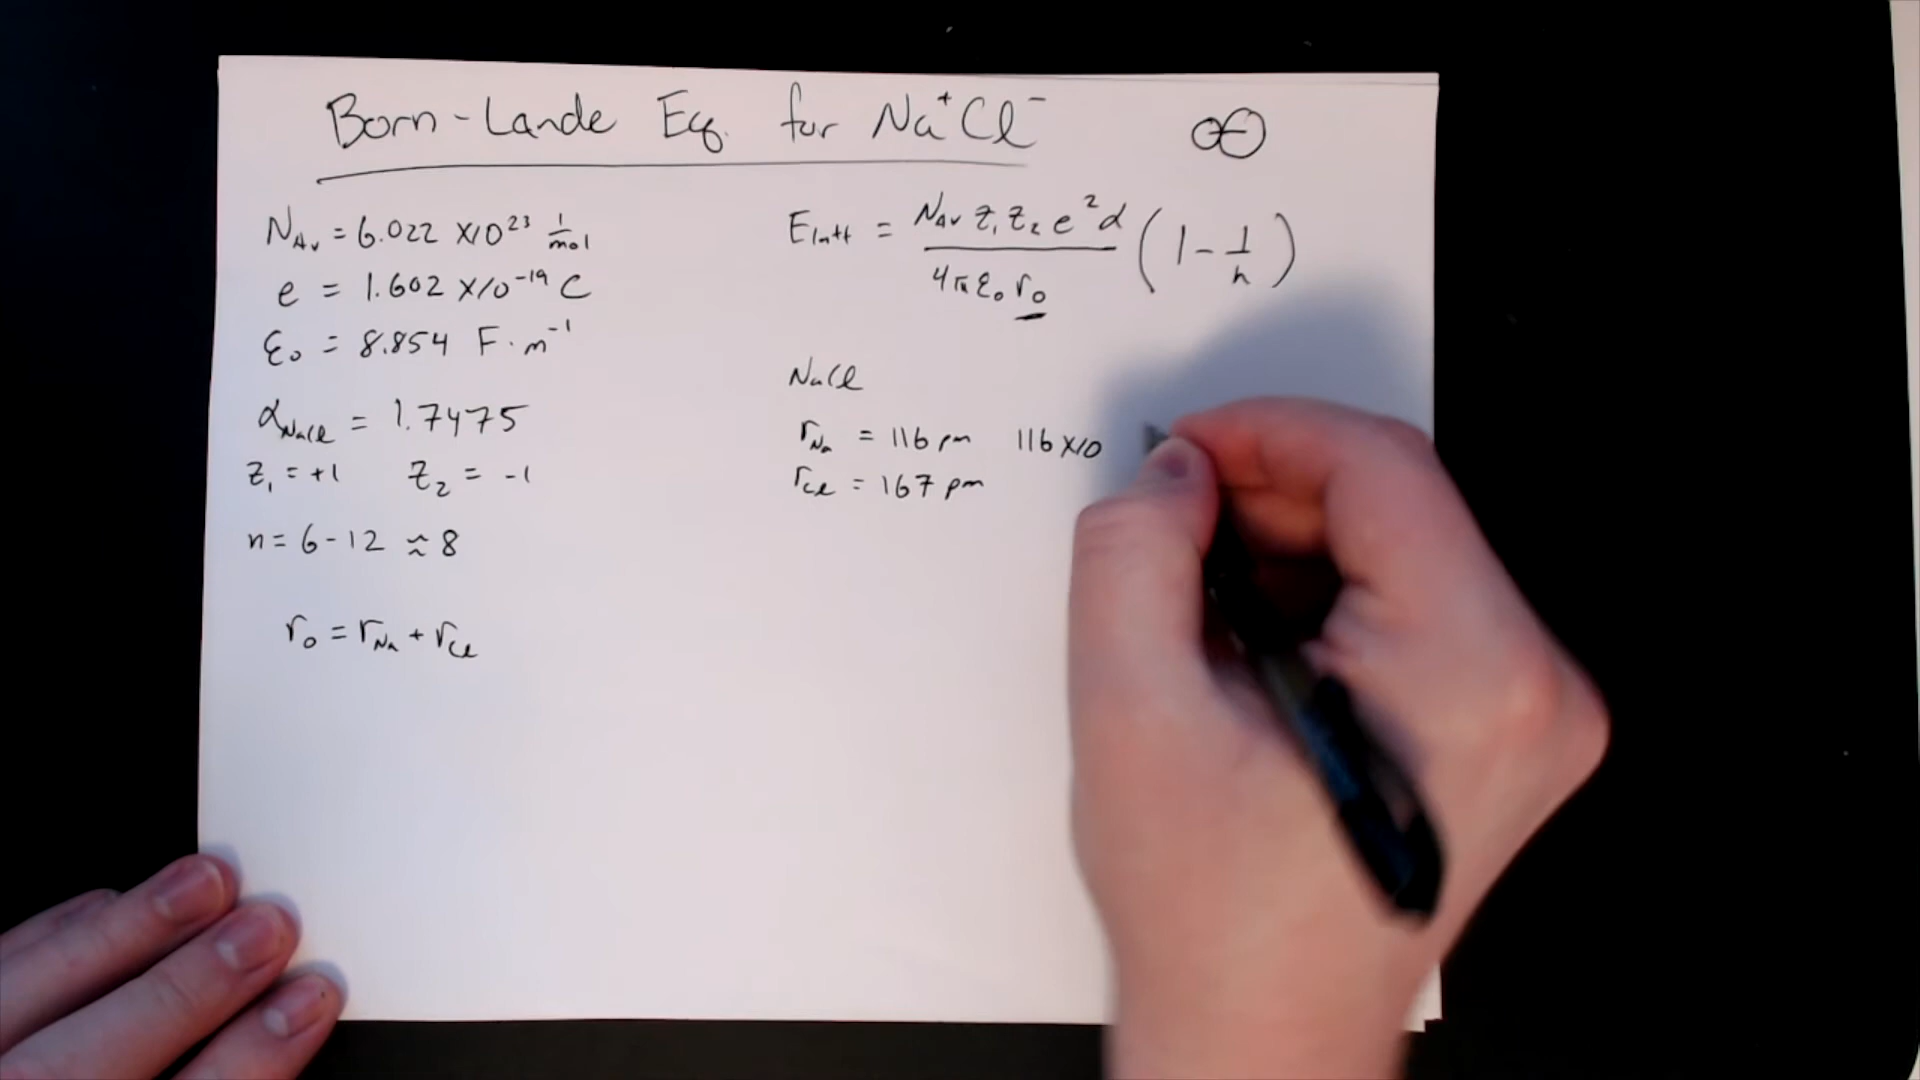 Born-Lande Eq. for Na⁺Cl⁻
N_Av = 6.022 x10²³ 1/mol
e = 1.602 x10⁻¹⁹ C
ε₀ = 8.854 F·m⁻¹
α_NaCl = 1.7475
Z₁ = +1 Z₂ = -1
n = 6-12 ≈ 8
r₀ = r_Na + r_Cl
+ -
E_latt = N_Av Z₁ Z₂ e² α / 4π ε₀ r₀ (1 - 1/n)
NaCl
r_Na = 116 pm 116 x10
r_Cl = 167 pm